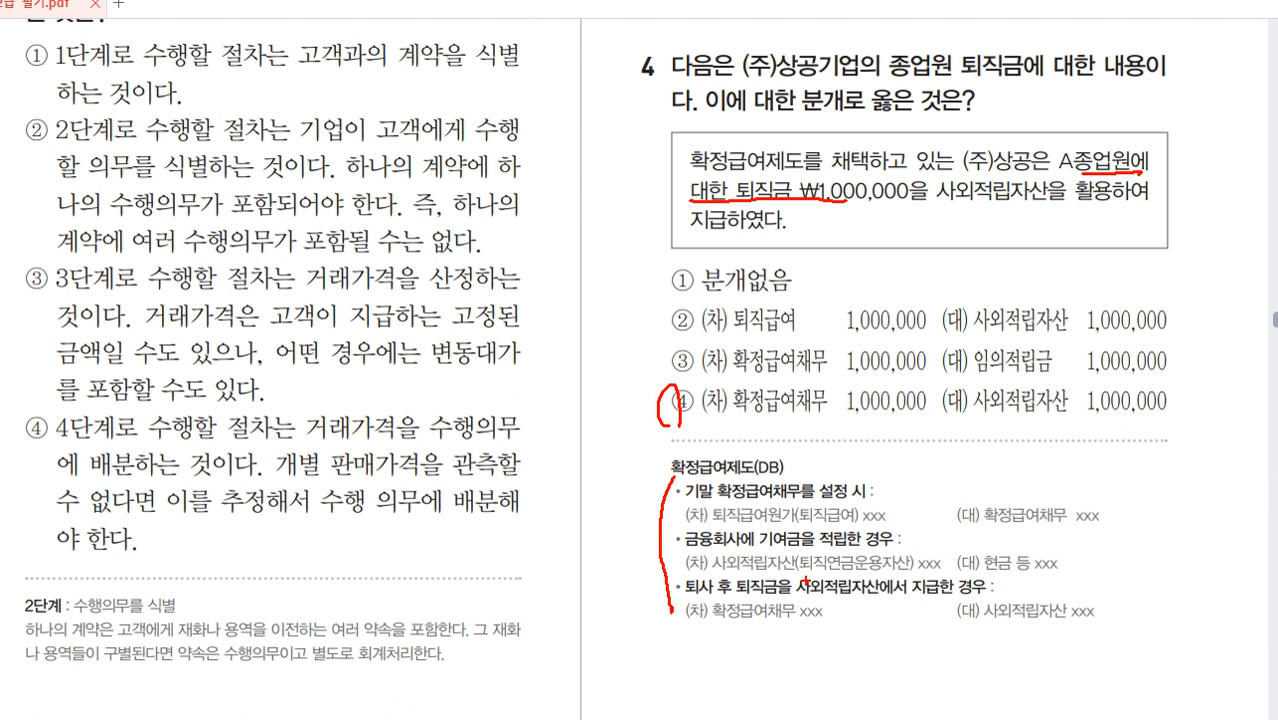 필기.pdf
① 1단계로 수행할 절차는 고객과의 계약을 식별
하는 것이다.
② 2단계로 수행할 절차는 기업이 고객에게 수행
할 의무를 식별하는 것이다. 하나의 계약에 하
나의 수행의무가 포함되어야 한다. 즉, 하나의
계약에 여러 수행의무가 포함될 수는 없다.
③ 3단계로 수행할 절차는 거래가격을 산정하는
것이다. 거래가격은 고객이 지급하는 고정된
금액일 수도 있으나, 어떤 경우에는 변동대가
를 포함할 수도 있다.
④ 4단계로 수행할 절차는 거래가격을 수행의무
에 배분하는 것이다. 개별 판매가격을 관측할
수 없다면 이를 추정해서 수행 의무에 배분해
야 한다.
2단계 : 수행의무를 식별
하나의 계약은 고객에게 재화나 용역을 이전하는 여러 약속을 포함한다. 그 재화
나 용역들이 구별된다면 약속은 수행의무이고 별도로 회계처리한다.
4 다음은 (주)상공기업의 종업원 퇴직금에 대한 내용이
다. 이에 대한 분개로 옳은 것은?
확정급여제도를 채택하고 있는 (주)상공은 A종업원에
대한 퇴직금 ₩1,000,000을 사외적립자산을 활용하여
지급하였다.
① 분개없음
② (차) 퇴직급여 1,000,000 (대) 사외적립자산 1,000,000
③ (차) 확정급여채무 1,000,000 (대) 임의적립금 1,000,000
④ (차) 확정급여채무 1,000,000 (대) 사외적립자산 1,000,000
확정급여제도(DB)
• 기말 확정급여채무를 설정 시 :
(차) 퇴직급여원가(퇴직급여) xxx (대) 확정급여채무 xxx
• 금융회사에 기여금을 적립한 경우 :
(차) 사외적립자산(퇴직연금운용자산) xxx (대) 현금 등 xxx
• 퇴사 후 퇴직금을 사외적립자산에서 지급한 경우 :
(차) 확정급여채무 xxx (대) 사외적립자산 xxx